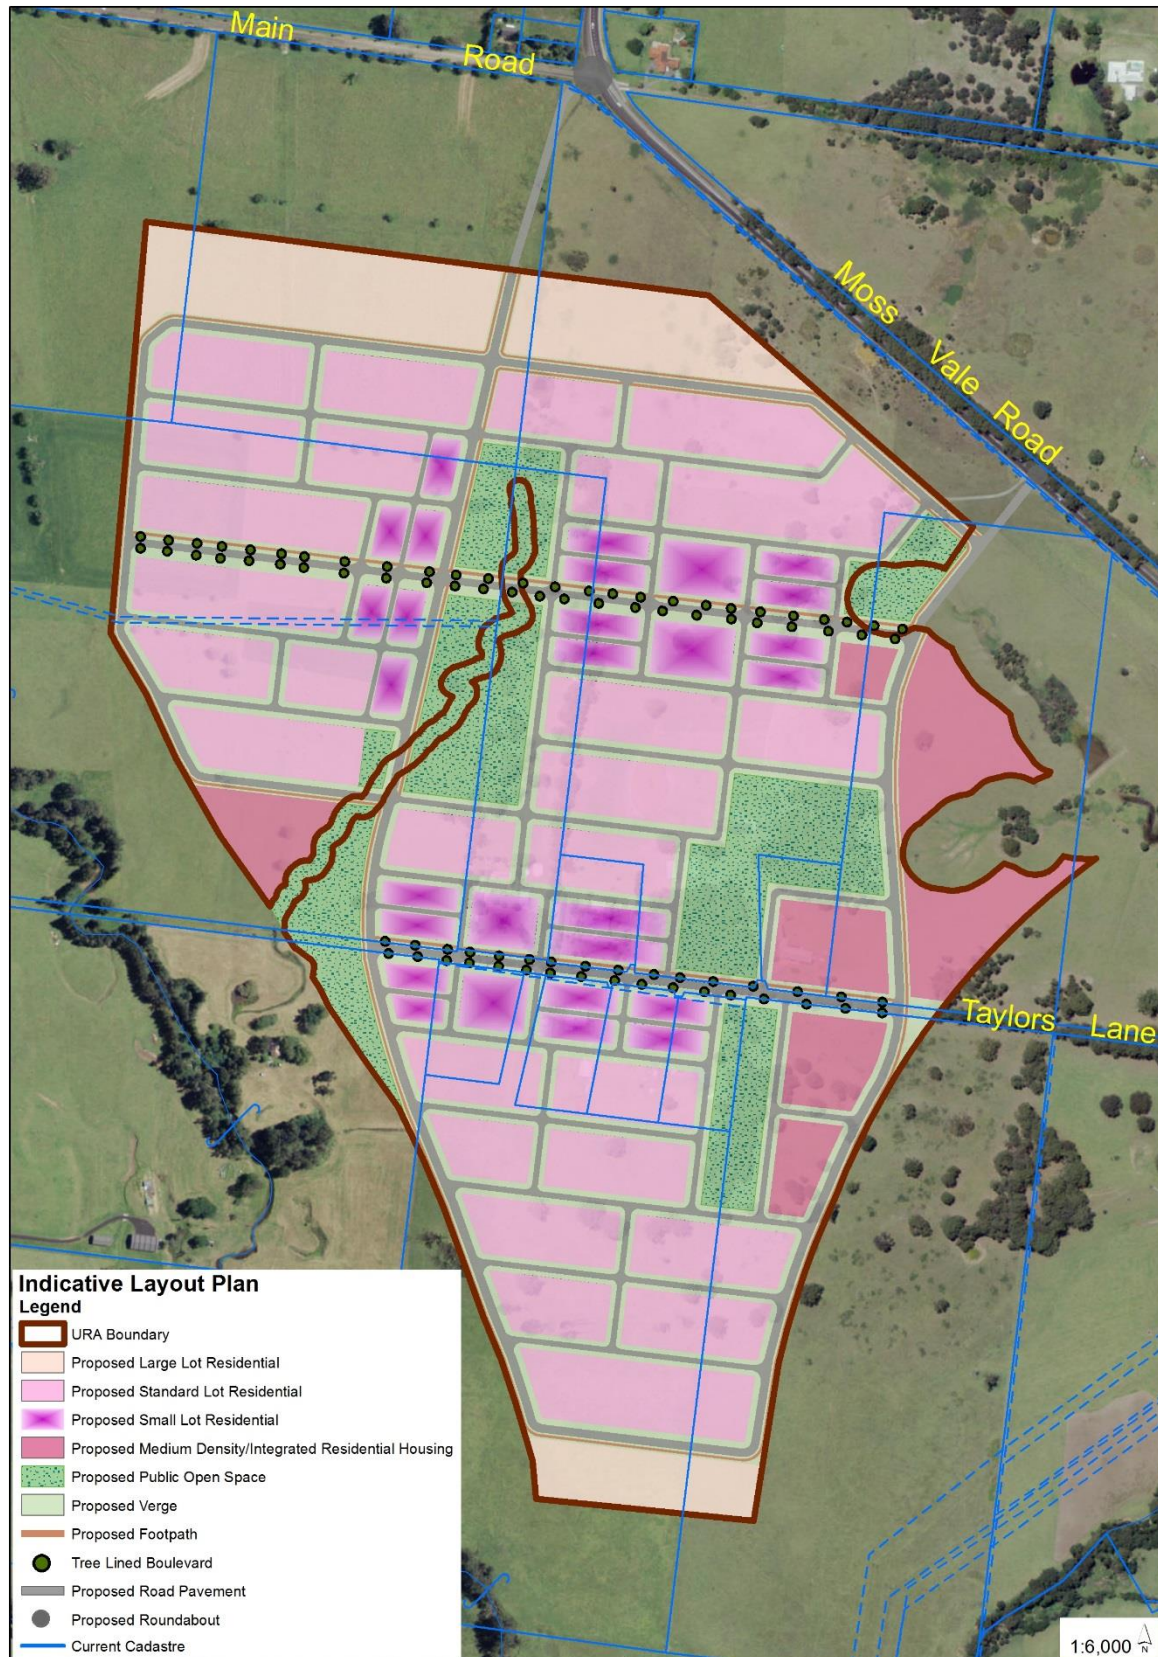 Main Road
Moss Vale Road
Taylors Lane
Indicative Layout Plan
Legend
URA Boundary
Proposed Large Lot Residential
Proposed Standard Lot Residential
Proposed Small Lot Residential
Proposed Medium Density/Integrated Residential Housing
Proposed Public Open Space
Proposed Verge
Proposed Footpath
Tree Lined Boulevard
Proposed Road Pavement
Proposed Roundabout
Current Cadastre
1:6,000
N